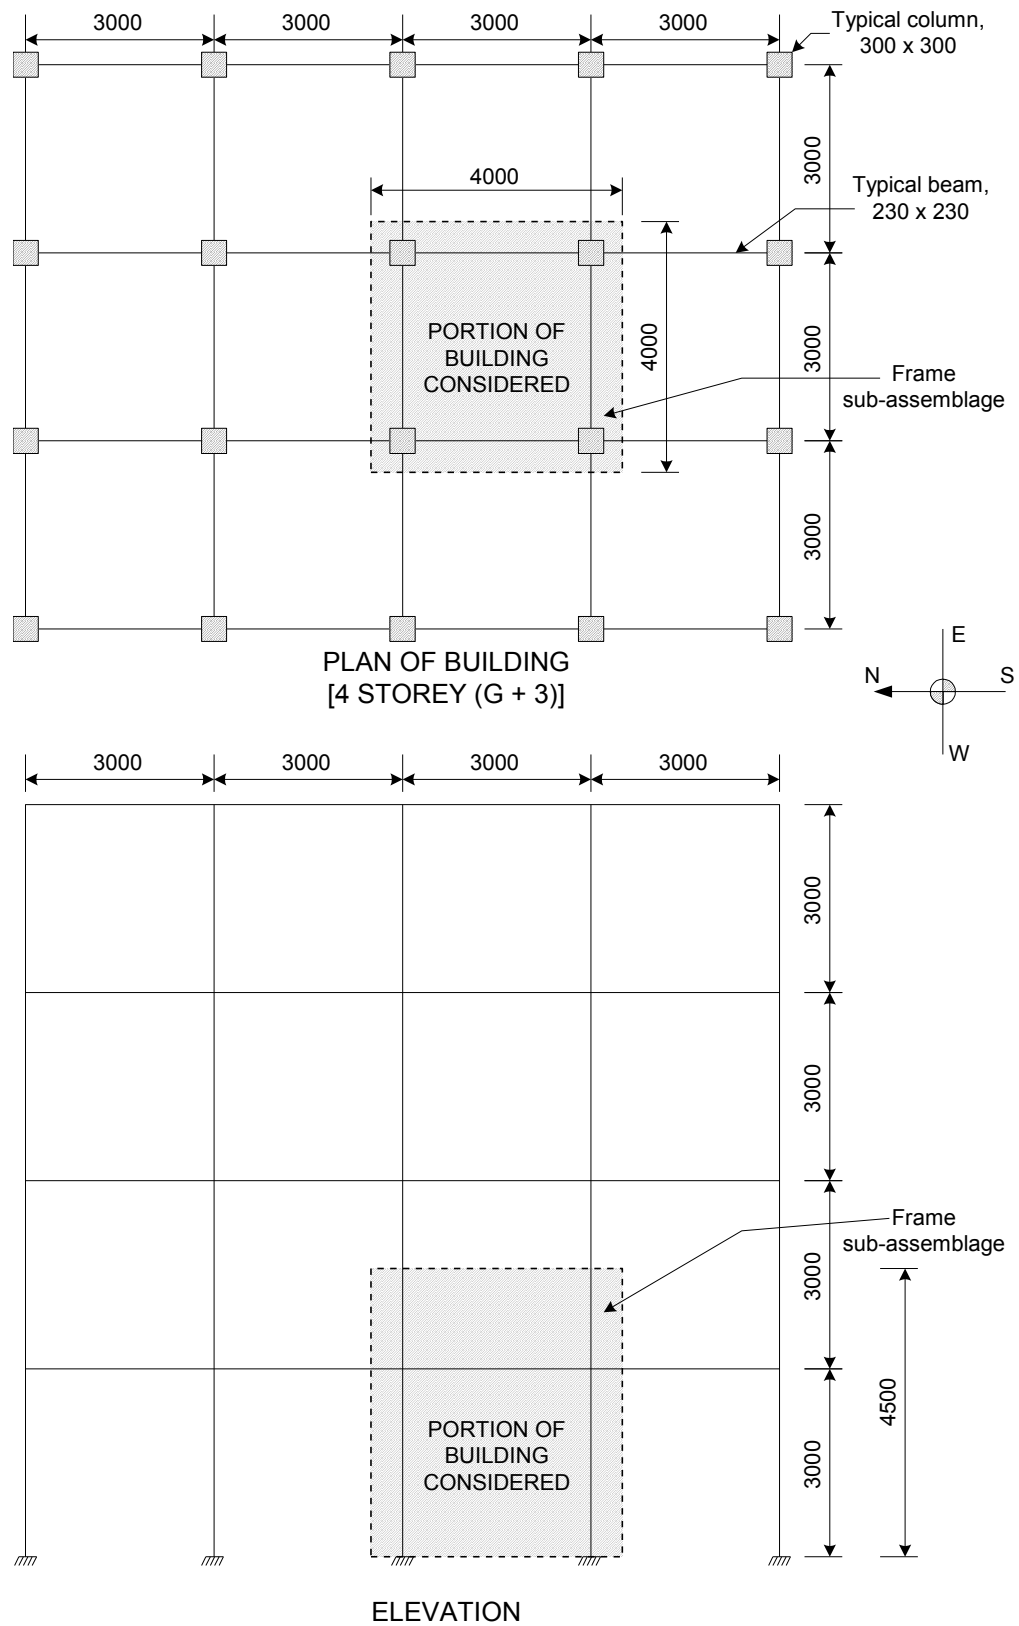 3000
3000
3000
3000
Typical column,
300 x 300
3000
4000
Typical beam,
230 x 230
PORTION OF
BUILDING
CONSIDERED
4000
3000
Frame
sub-assemblage
3000
PLAN OF BUILDING
[4 STOREY (G + 3)]
E
N
S
W
3000
3000
3000
3000
3000
3000
Frame
sub-assemblage
3000
4500
PORTION OF
BUILDING
CONSIDERED
3000
ELEVATION